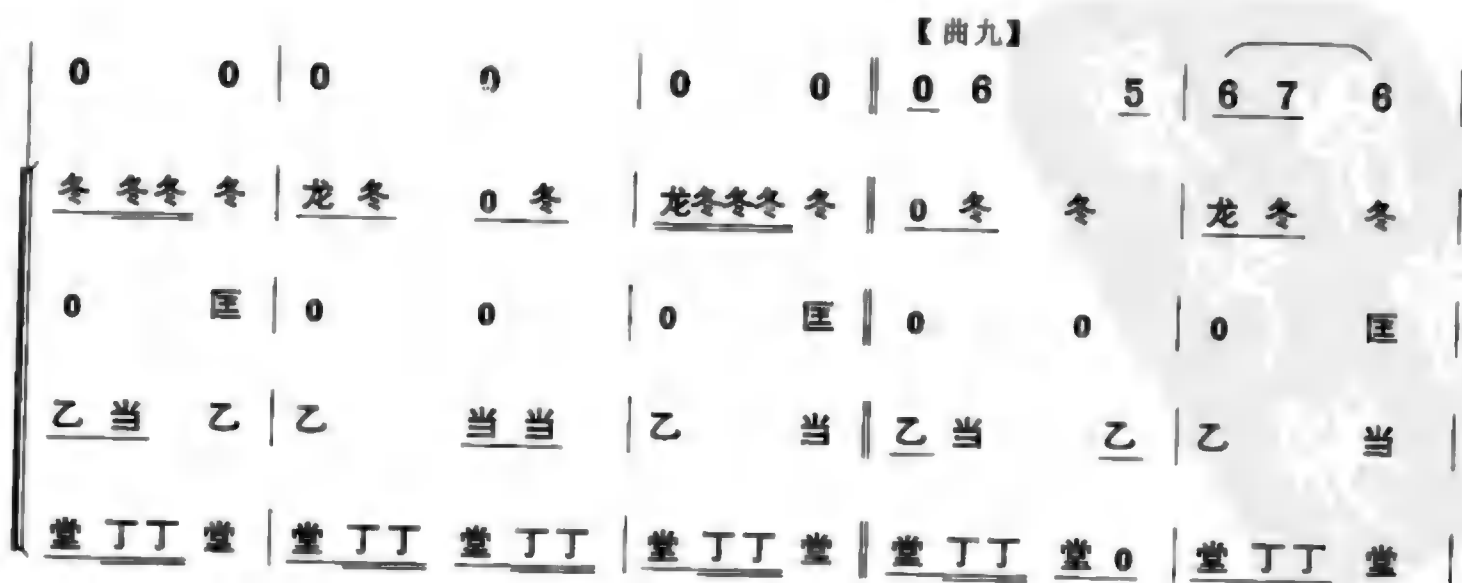 【曲九】
0 0 | 0 0 | 0 0 ‖ 0 6 5 | 6 7 6 |
冬 冬冬 冬 | 龙 冬 0 冬 | 龙冬冬冬 冬 ‖ 0 冬 冬 | 龙 冬 冬 |
0 匡 | 0 0 | 0 匡 ‖ 0 0 | 0 匡 |
乙 当 乙 | 乙 当 当 | 乙 当 ‖ 乙 当 乙 | 乙 当 |
堂 丁丁 堂 | 堂 丁丁 堂 丁丁 | 堂 丁丁 堂 ‖ 堂 丁丁 堂 0 | 堂 丁丁 堂 |